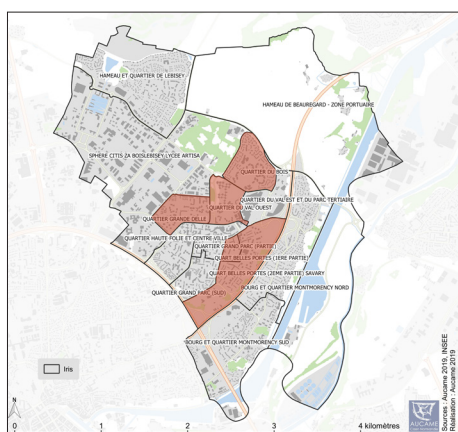 HAMEAU ET QUARTIER DE LEBISEY
HAMEAU DE BEAUREGARD - ZONE PORTUAIRE
SPHERE CITIS ZA BOISLEBISEY LYCEE ARTISA
QUARTIER DU BOIS
QUARTIER DU VAL EST ET DU PARC TERTIAIRE
QUARTIER DU VAL OUEST
QUARTIER GRANDE DELLE
QUARTIER HAUTE FOLIE ET CENTRE VILLE
QUARTIER GRAND PARC (PARTIE)
QUART BELLES PORTES (1ERE PARTIE)
QUART BELLES PORTES (2EME PARTIE) SAVARY
BOURG ET QUARTIER MONTMORENCY NORD
QUARTIER GRAND PARC (SUD)
BOURG ET QUARTIER MONTMORENCY SUD
Iris
N
0 1 2 3 4 kilomètres
AUCAME
Sources : Aucame 2019, INSEE
Réalisation : Aucame 2019